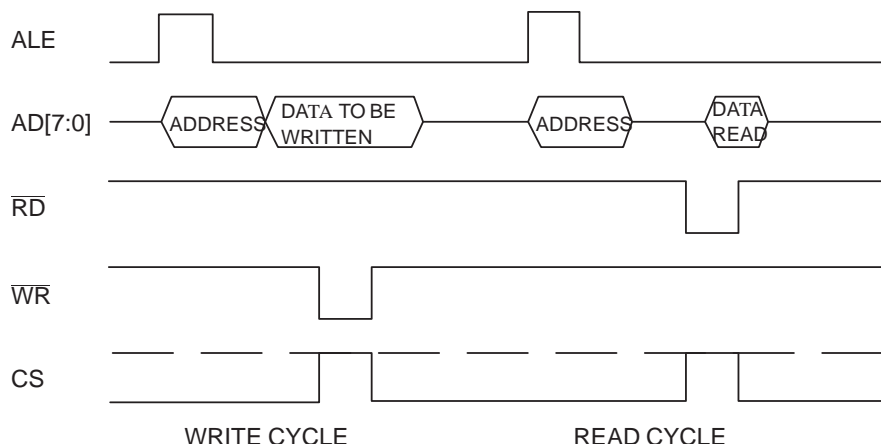 ALE
AD[7:0]
ADDRESS
DATA TO BE
WRITTEN
ADDRESS
DATA
READ
RD
WR
CS
WRITE CYCLE
READ CYCLE